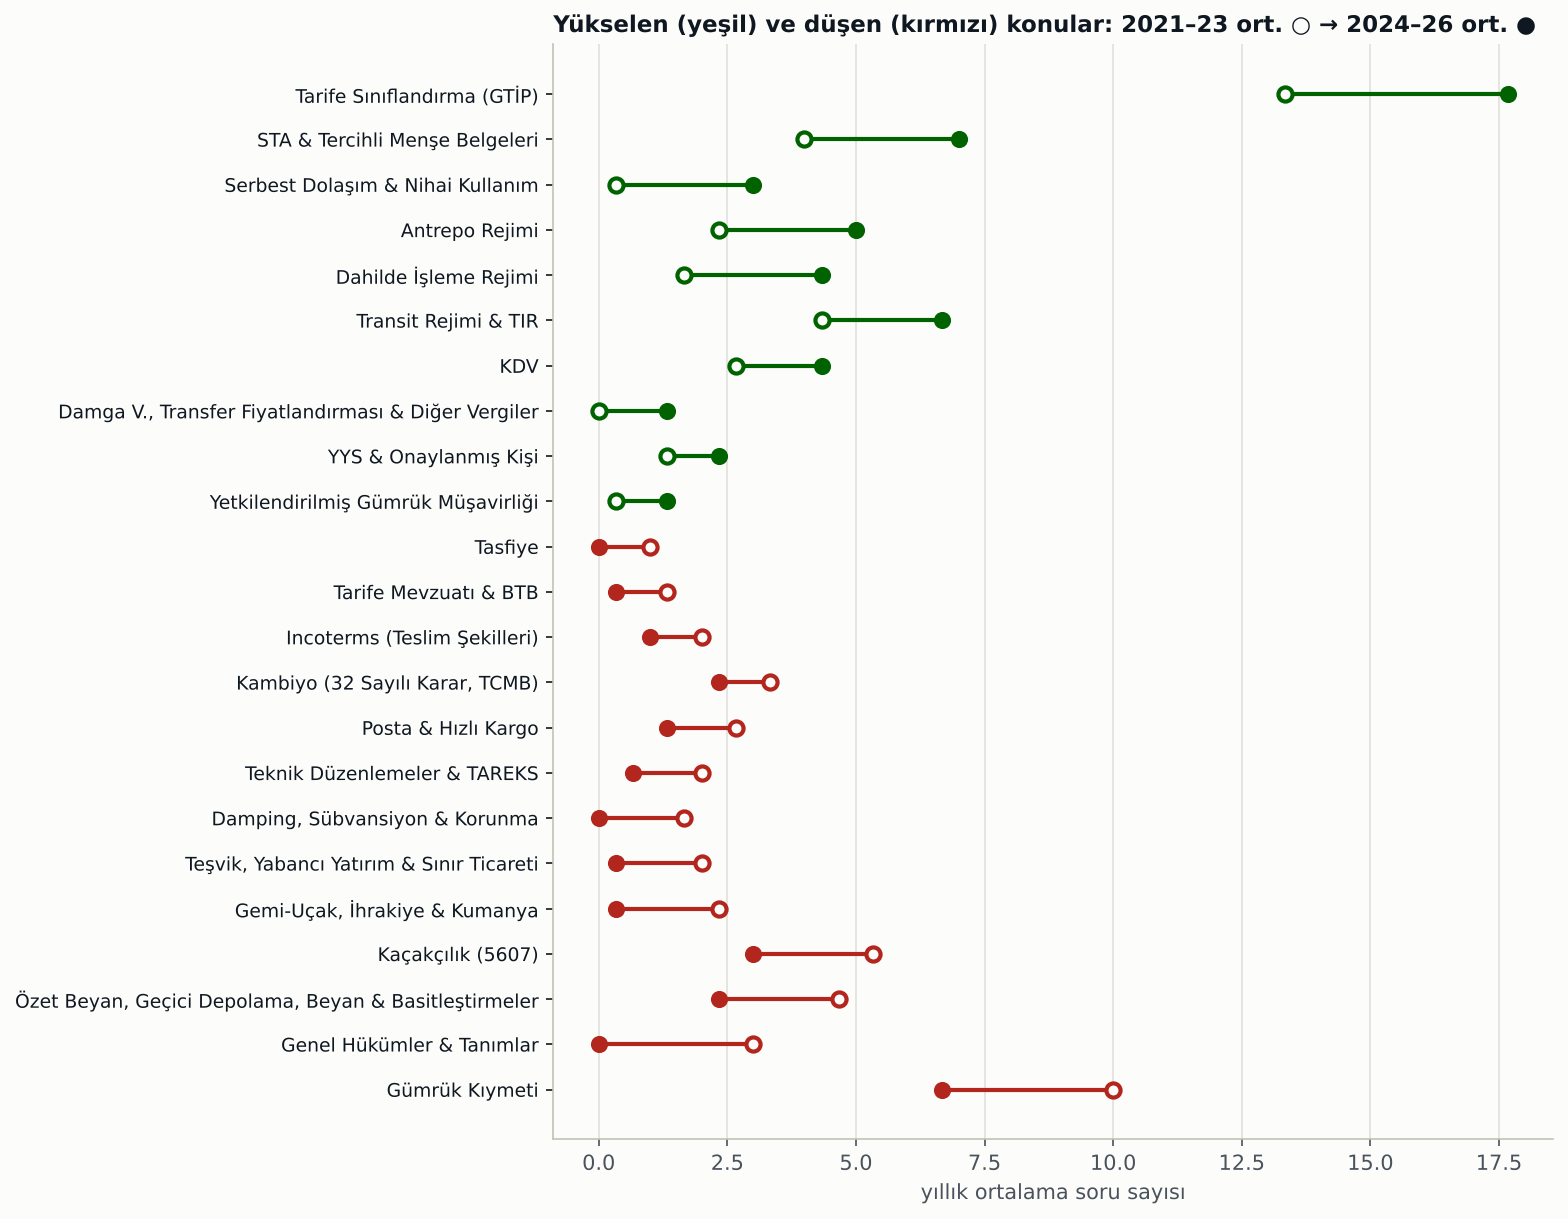 Yükselen (yeşil) ve düşen (kırmızı) konular: 2021–23 ort. ○ → 2024–26 ort. ●
Tarife Sınıflandırma (GTİP)
STA & Tercihli Menşe Belgeleri
Serbest Dolaşım & Nihai Kullanım
Antrepo Rejimi
Dahilde İşleme Rejimi
Transit Rejimi & TIR
KDV
Damga V., Transfer Fiyatlandırması & Diğer Vergiler
YYS & Onaylanmış Kişi
Yetkilendirilmiş Gümrük Müşavirliği
Tasfiye
Tarife Mevzuatı & BTB
Incoterms (Teslim Şekilleri)
Kambiyo (32 Sayılı Karar, TCMB)
Posta & Hızlı Kargo
Teknik Düzenlemeler & TAREKS
Damping, Sübvansiyon & Korunma
Teşvik, Yabancı Yatırım & Sınır Ticareti
Gemi-Uçak, İhrakiye & Kumanya
Kaçakçılık (5607)
Özet Beyan, Geçici Depolama, Beyan & Basitleştirmeler
Genel Hükümler & Tanımlar
Gümrük Kıymeti
0.0 2.5 5.0 7.5 10.0 12.5 15.0 17.5
yıllık ortalama soru sayısı